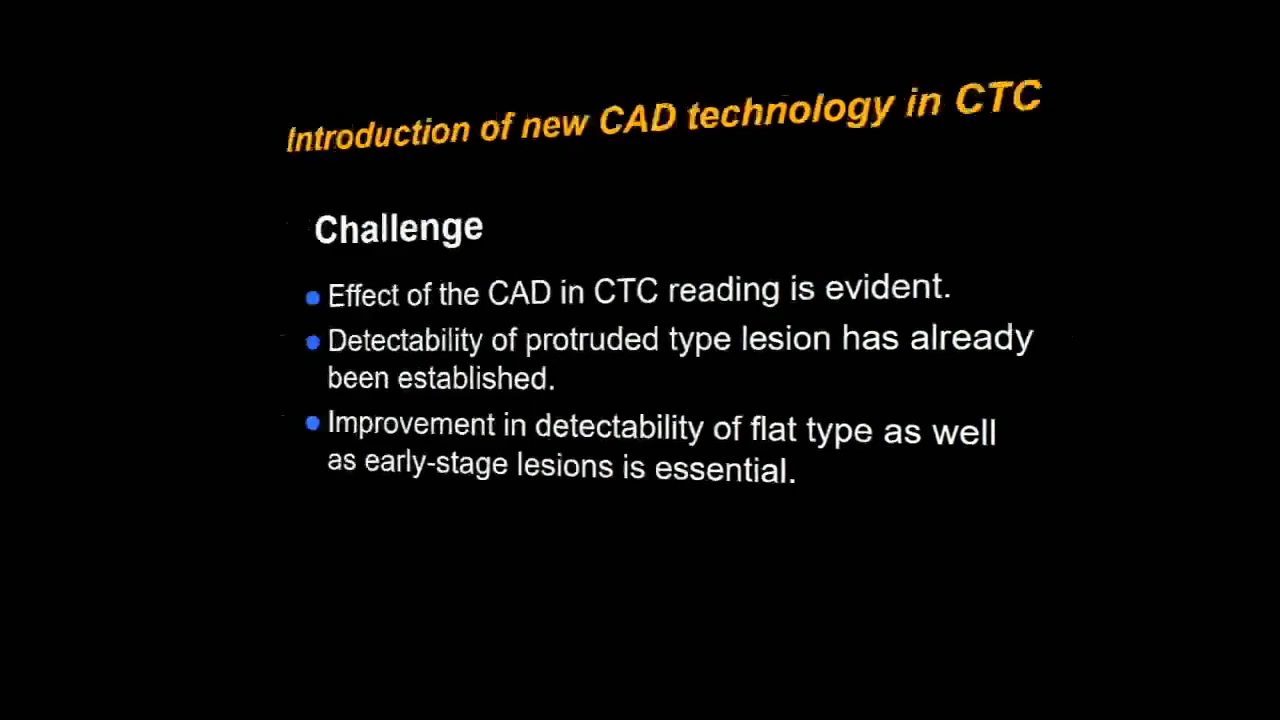 Introduction of new CAD technology in CTC
Challenge
Effect of the CAD in CTC reading is evident.
Detectability of protruded type lesion has already
been established.
Improvement in detectability of flat type as well
as early-stage lesions is essential.